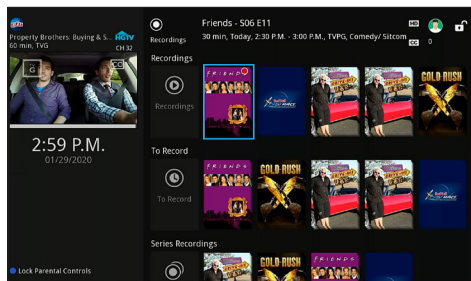 Property Brothers: Buying & S...
HGTV
60 min, TVG
CH 32
G
CC
2:59 P.M.
01/29/2020
Lock Parental Controls
Recordings
Friends - S06 E11
30 min, Today, 2:30 P.M. - 3:00 P.M., TVPG, Comedy/ Sitcom
HD
CC
0
Recordings
Recordings
FRIENDS
GOLD RUSH
To Record
To Record
FRIENDS
GOLD RUSH
Series Recordings
GOLD RUSH
FRIENDS